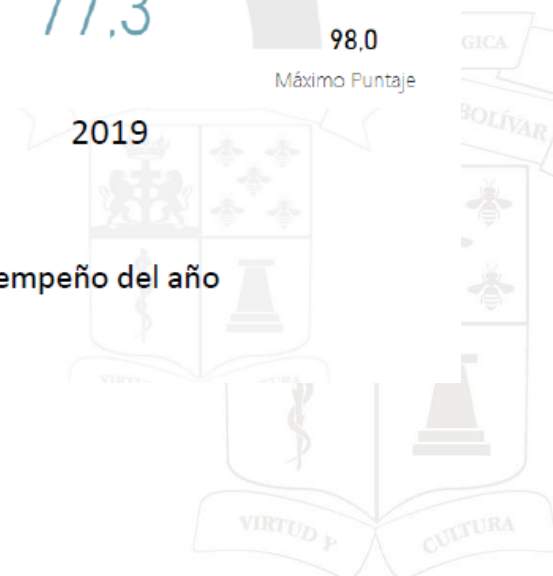 77,3
98,0
Máximo Puntaje
GICA
BOLÍVAR
2019
empeño del año
VIRTUD Y CULTURA